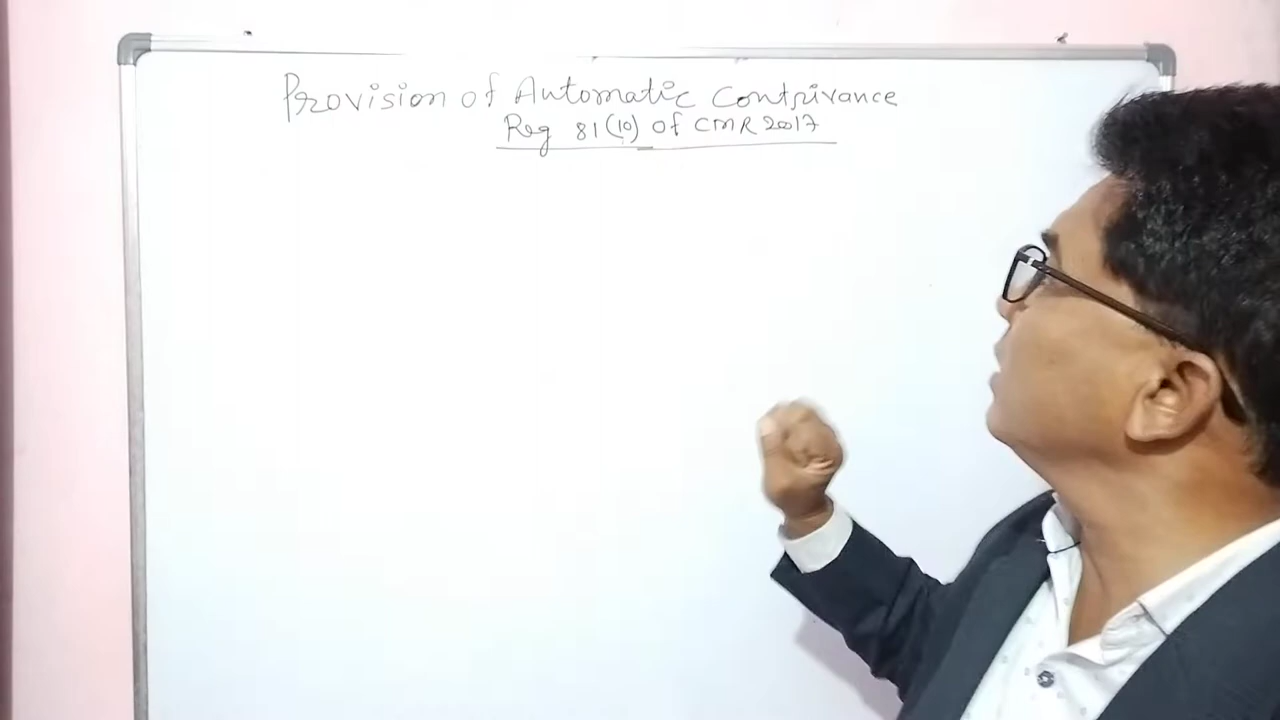 Provision of Automatic Contrivance
Reg 81(10) of CMR 2017